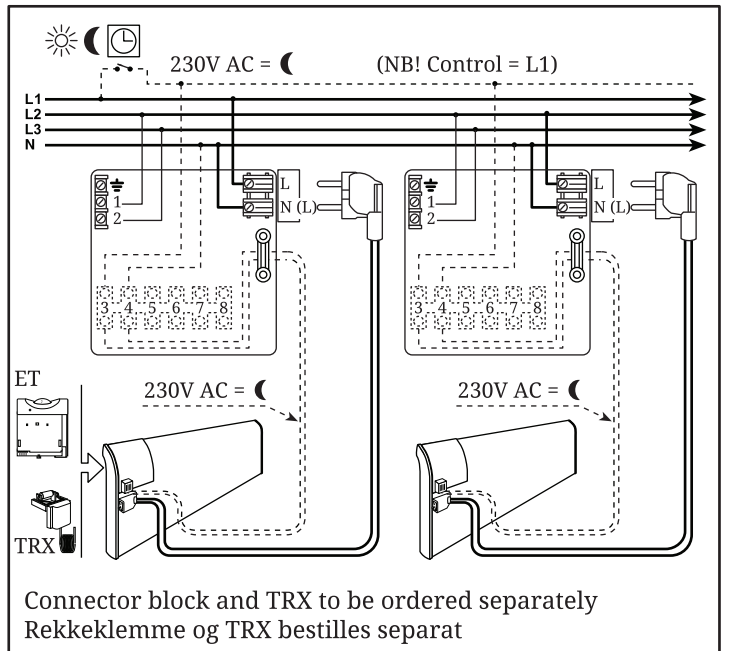 230V AC = (NB! Control = L1)
L1
L2
L3
N
L
1
N (L)
2
3 4 5 6 7 8
L
1
N (L)
2
3 4 5 6 7 8
ET
230V AC =
230V AC =
TRX
Connector block and TRX to be ordered separately
Rekkeklemme og TRX bestilles separat